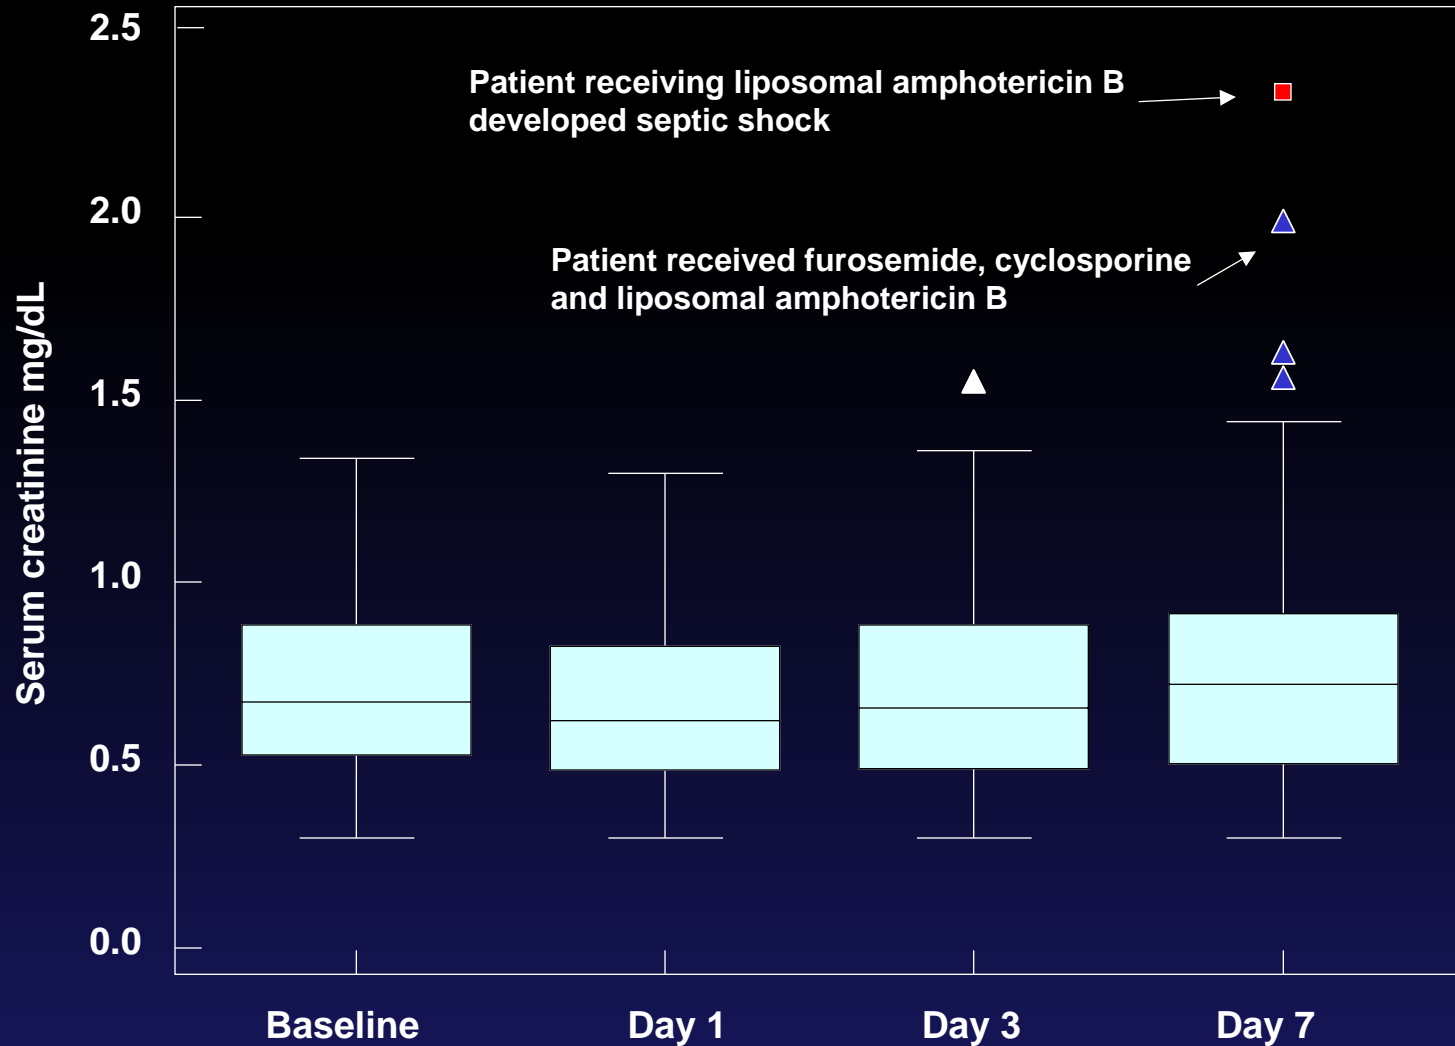 2.5
Patient receiving liposomal amphotericin B
developed septic shock
2.0
Patient received furosemide, cyclosporine
and liposomal amphotericin B
Serum creatinine mg/dL
1.5
1.0
0.5
0.0
Baseline Day 1 Day 3 Day 7